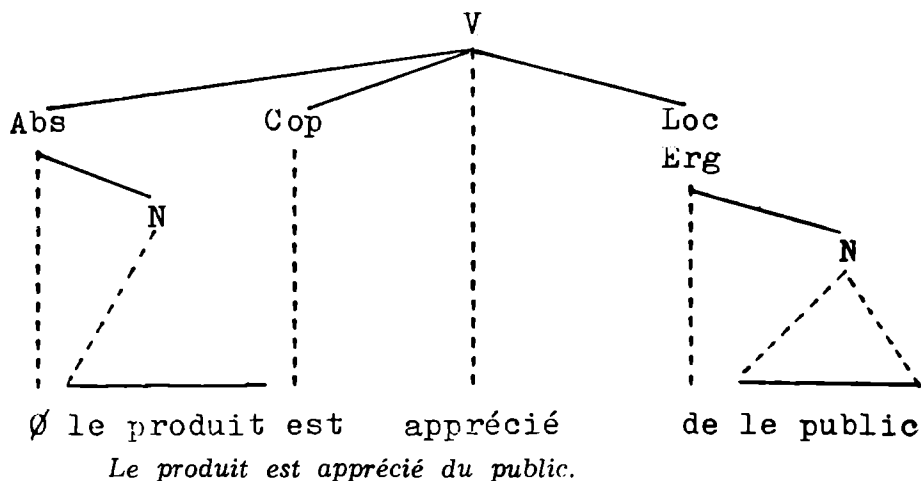 V
Abs Cop Loc
Erg
N
N
Ø le produit est apprécié de le public
Le produit est apprécié du public.